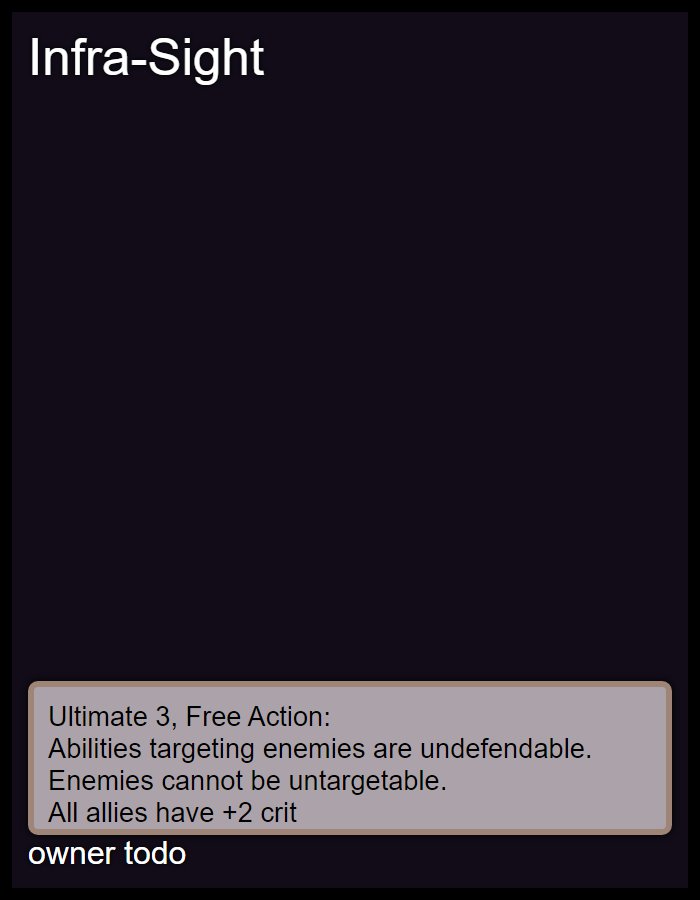 Infra-Sight
Ultimate 3, Free Action:
Abilities targeting enemies are undefendable.
Enemies cannot be untargetable.
All allies have +2 crit
owner todo